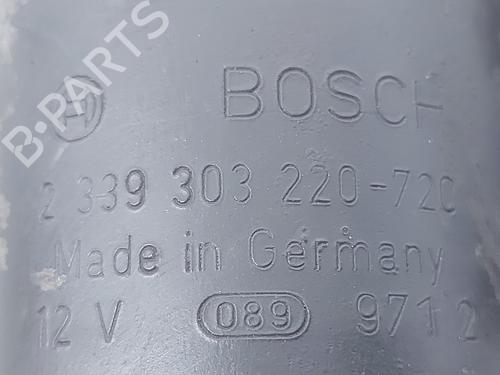 B-PARTS
BOSCH
2 339 303 220-720
Made in Germany
12 V 089 9712